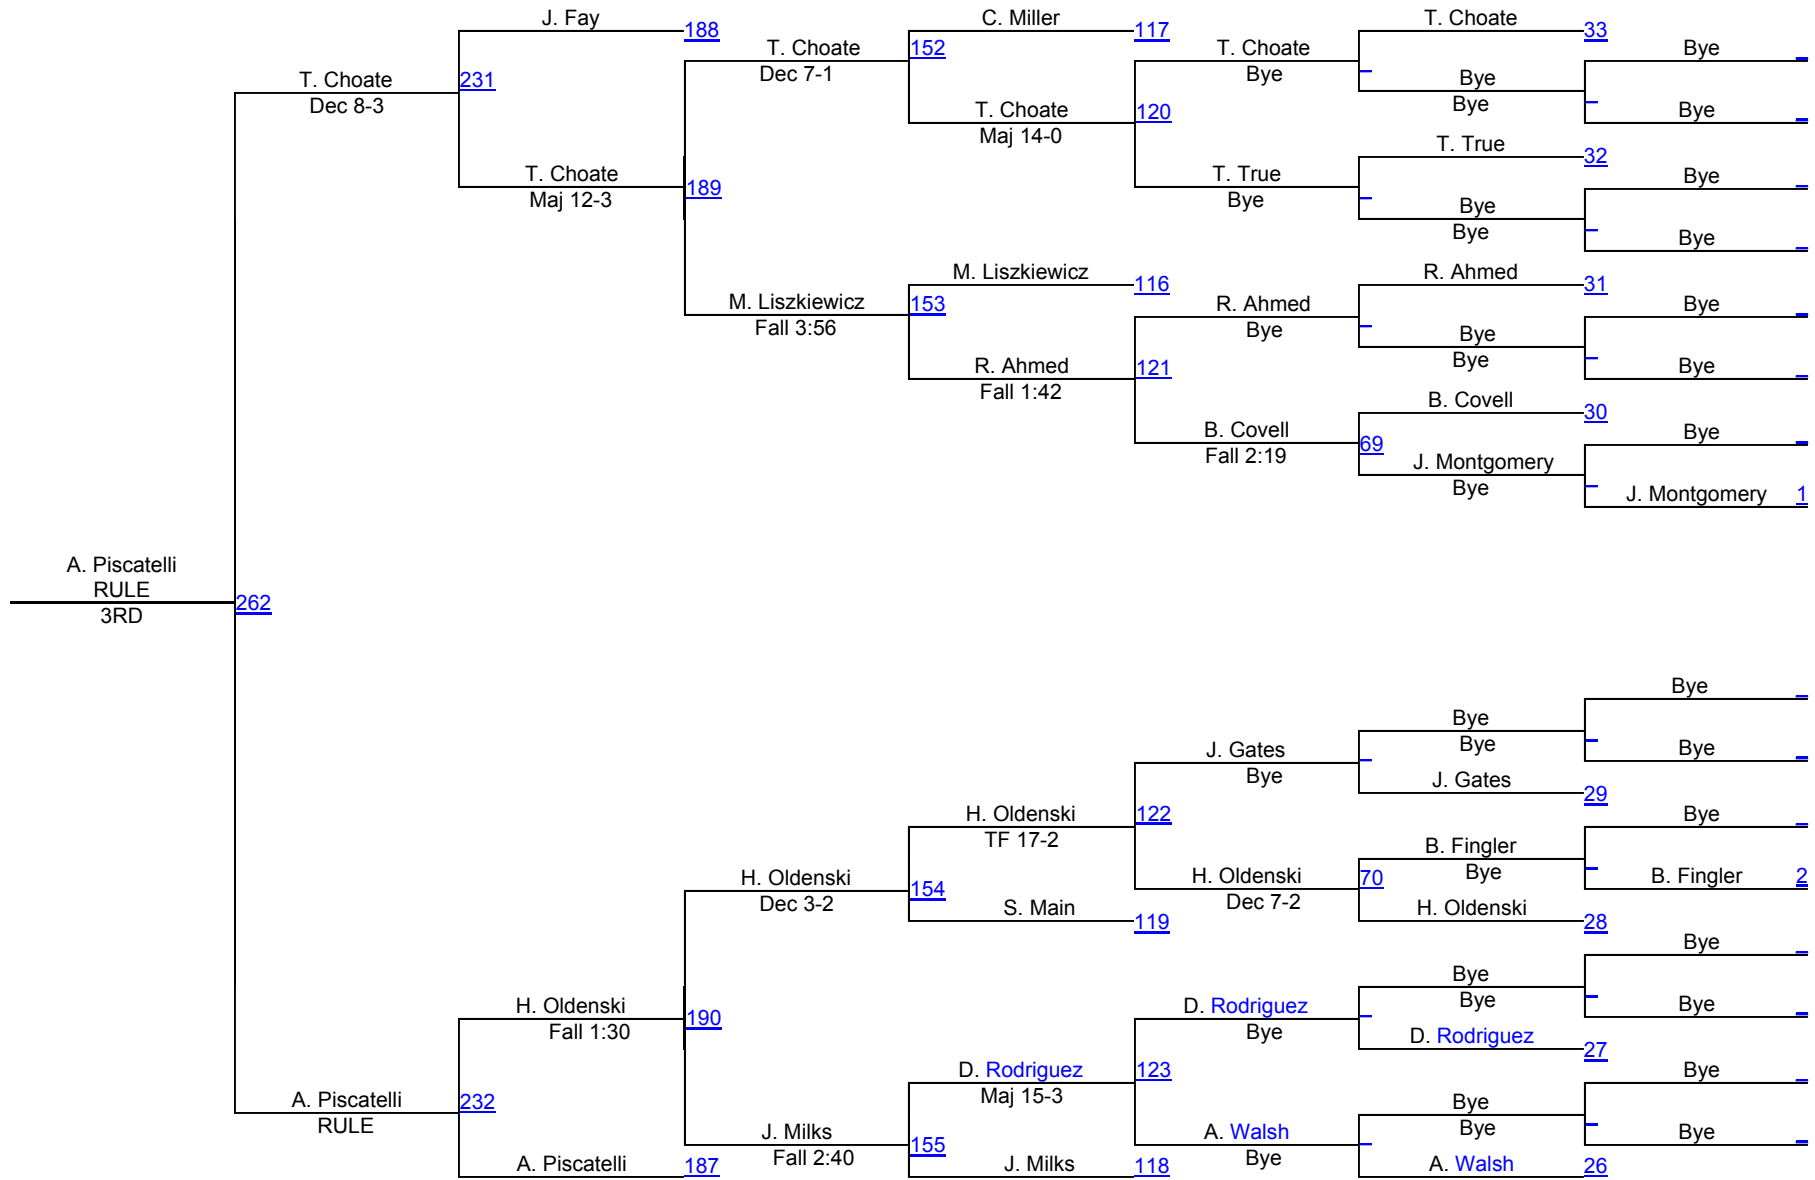 J. Fay
188
C. Miller
117
T. Choate
33
T. Choate
Dec 7-1
152
T. Choate
Bye
Bye
T. Choate
Dec 8-3
231
Bye
Bye
T. Choate
Maj 14-0
120
Bye
T. True
32
T. Choate
Maj 12-3
189
T. True
Bye
Bye
Bye
Bye
Bye
M. Liszkiewicz
116
R. Ahmed
31
M. Liszkiewicz
Fall 3:56
153
R. Ahmed
Bye
Bye
Bye
Bye
R. Ahmed
Fall 1:42
121
Bye
B. Covell
30
B. Covell
Fall 2:19
69
Bye
J. Montgomery
Bye
J. Montgomery
1
A. Piscatelli
RULE
3RD
262
Bye
Bye
Bye
J. Gates
Bye
Bye
J. Gates
29
H. Oldenski
TF 17-2
122
Bye
B. Fingler
Bye
H. Oldenski
Dec 3-2
154
H. Oldenski
Dec 7-2
70
B. Fingler
2
S. Main
119
H. Oldenski
28
Bye
H. Oldenski
Fall 1:30
190
D. Rodriguez
Bye
Bye
Bye
Bye
D. Rodriguez
27
D. Rodriguez
Maj 15-3
123
Bye
A. Piscatelli
RULE
232
Bye
Bye
J. Milks
Fall 2:40
155
A. Walsh
Bye
Bye
A. Piscatelli
187
J. Milks
118
A. Walsh
26